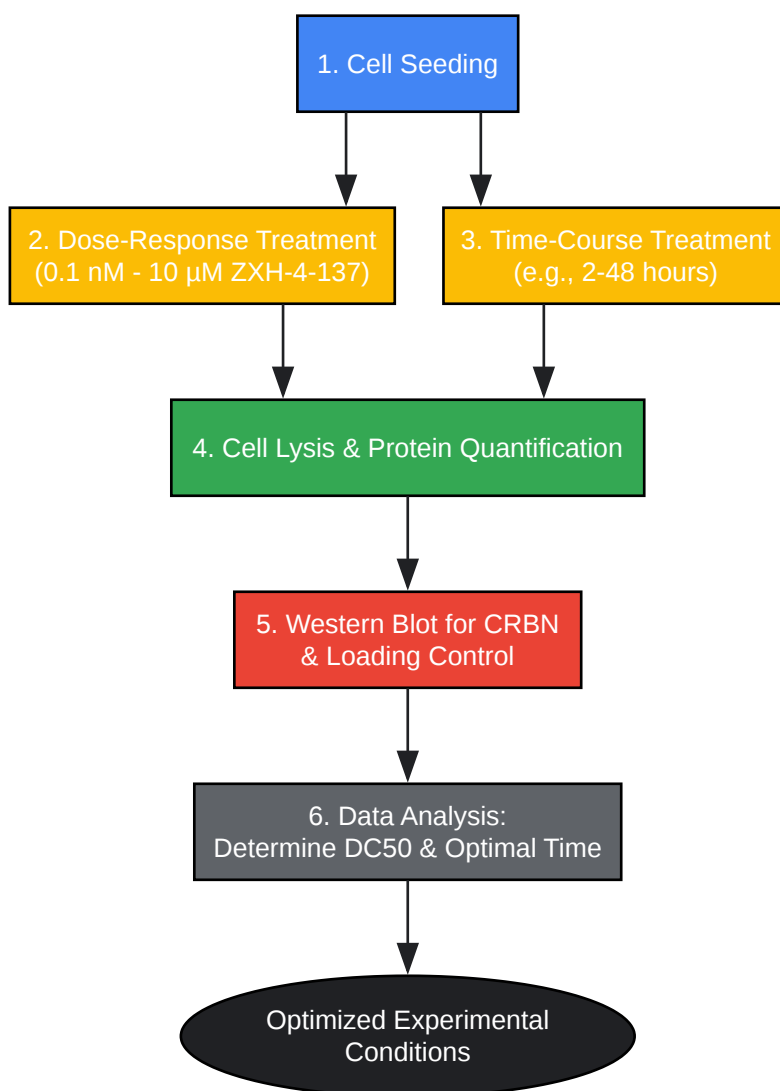 1. Cell Seeding
2. Dose-Response Treatment
(0.1 nM - 10 µM ZXH-4-137)
3. Time-Course Treatment
(e.g., 2-48 hours)
4. Cell Lysis & Protein Quantification
5. Western Blot for CRBN
& Loading Control
6. Data Analysis:
Determine DC50 & Optimal Time
Optimized Experimental
Conditions